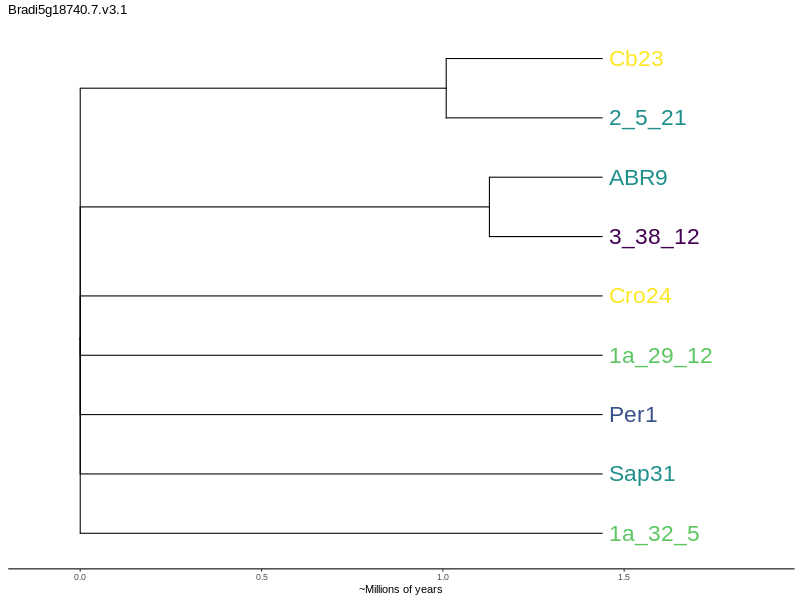 Bradi5g18740.7.v3.1
Cb23
2_5_21
ABR9
3_38_12
Cro24
1a_29_12
Per1
Sap31
1a_32_5
0.0 0.5 1.0 1.5
~Millions of years